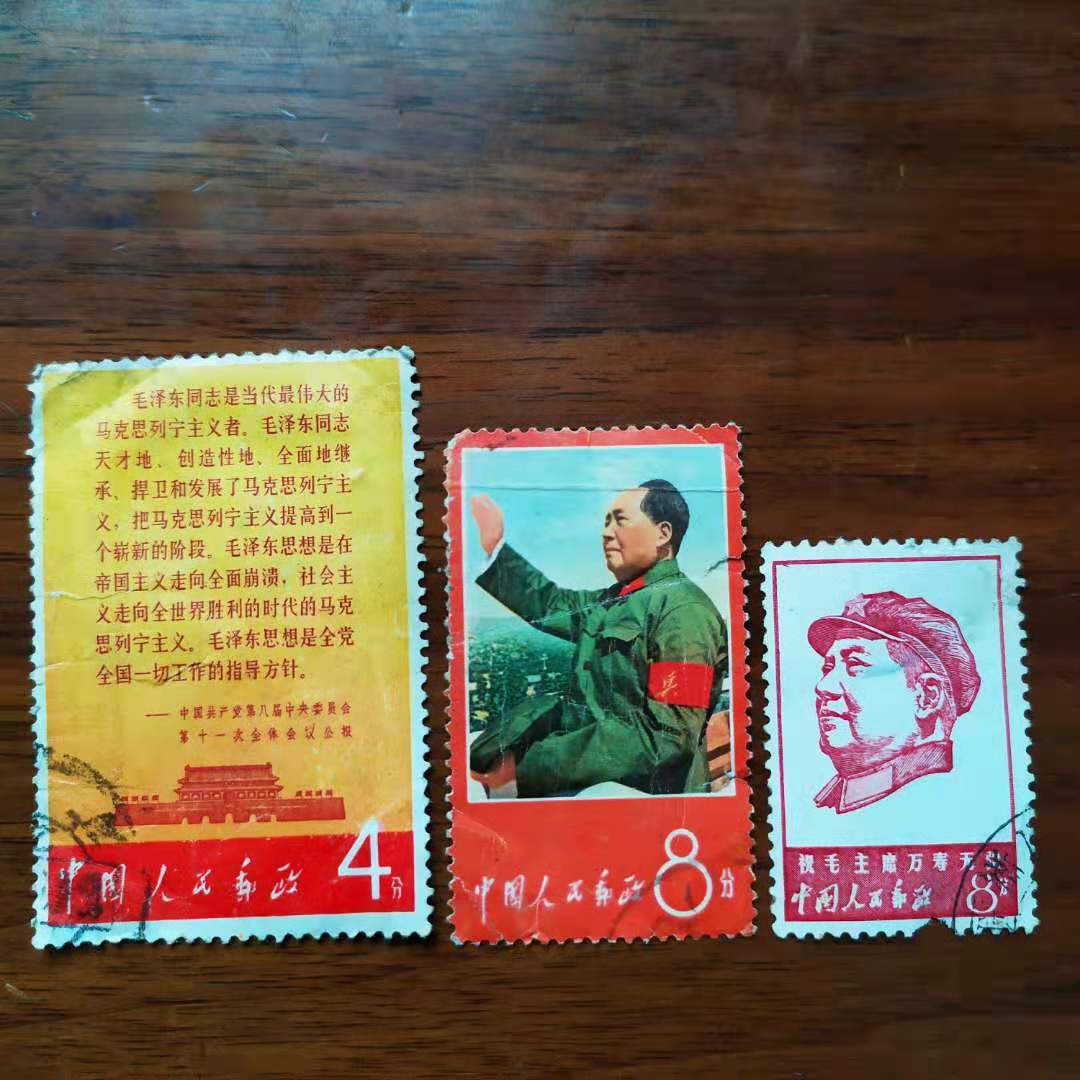 毛泽东同志是当代最伟大的
马克思列宁主义者。毛泽东同志
天才地、创造性地、全面地继
承、捍卫和发展了马克思列宁主
义，把马克思列宁主义提高到一
个崭新的阶段。毛泽东思想是在
帝国主义走向全面崩溃，社会主
义走向全世界胜利的时代的马克
思列宁主义。毛泽东思想是全党
全国一切工作的指导方针。
——中国共产党第八届中央委员会
第十一次全体会议公报
中国人民邮政 4分
兵
中国人民邮政 8分
祝毛主席万寿无
中国人民邮政 8分